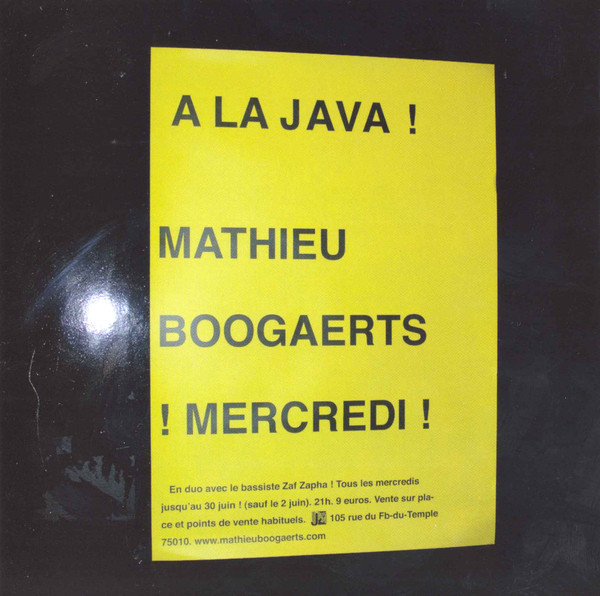 A LA JAVA !
MATHIEU
BOOGAERTS
! MERCREDI !
En duo avec le bassiste Zaf Zapha ! Tous les mercredis
jusqu'au 30 juin ! (sauf le 2 juin). 21h. 9 euros. Vente sur pla-
ce et points de vente habituels. 105 rue du Fb-du-Temple
75010. www.mathieuboogaerts.com